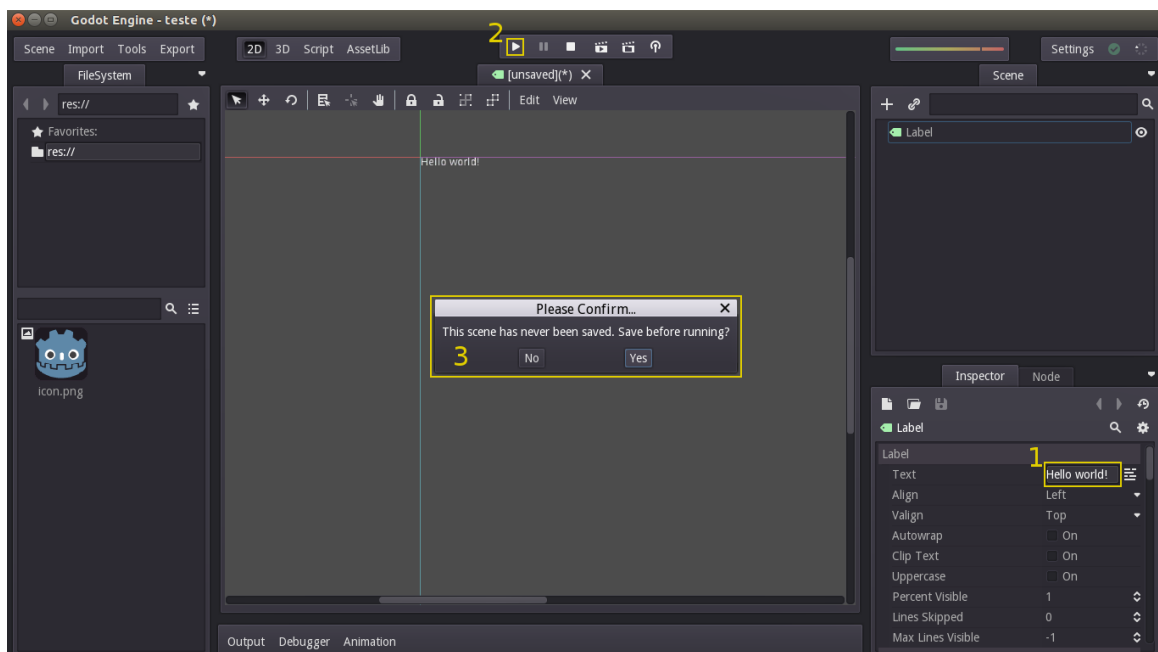 Godot Engine - teste (*)
2
Scene Import Tools Export
2D 3D Script AssetLib
Settings
FileSystem
[unsaved](*)
Scene
res://
Edit View
Favorites:
Label
res://
Hello world!
Please Confirm...
This scene has never been saved. Save before running?
3
No Yes
icon.png
Inspector Node
Label
Label
1
Text Hello world!
Align Left
Valign Top
Autowrap On
Clip Text On
Uppercase On
Percent Visible 1
Lines Skipped 0
Max Lines Visible -1
Output Debugger Animation